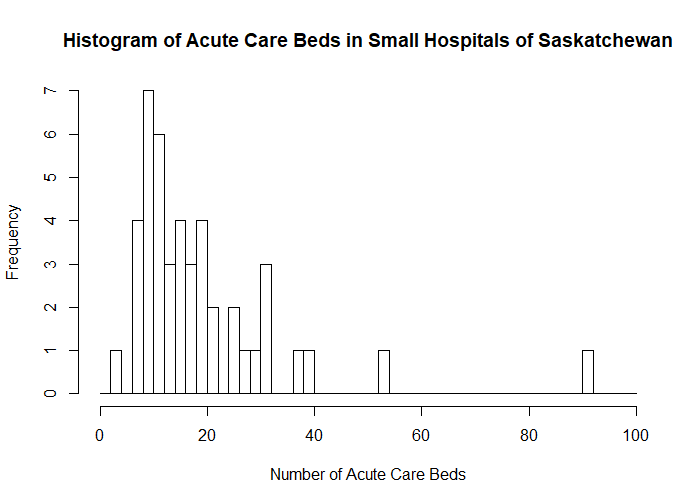 Histogram of Acute Care Beds in Small Hospitals of Saskatchewan
7
6
5
4
3
2
1
0
Frequency
0 20 40 60 80 100
Number of Acute Care Beds